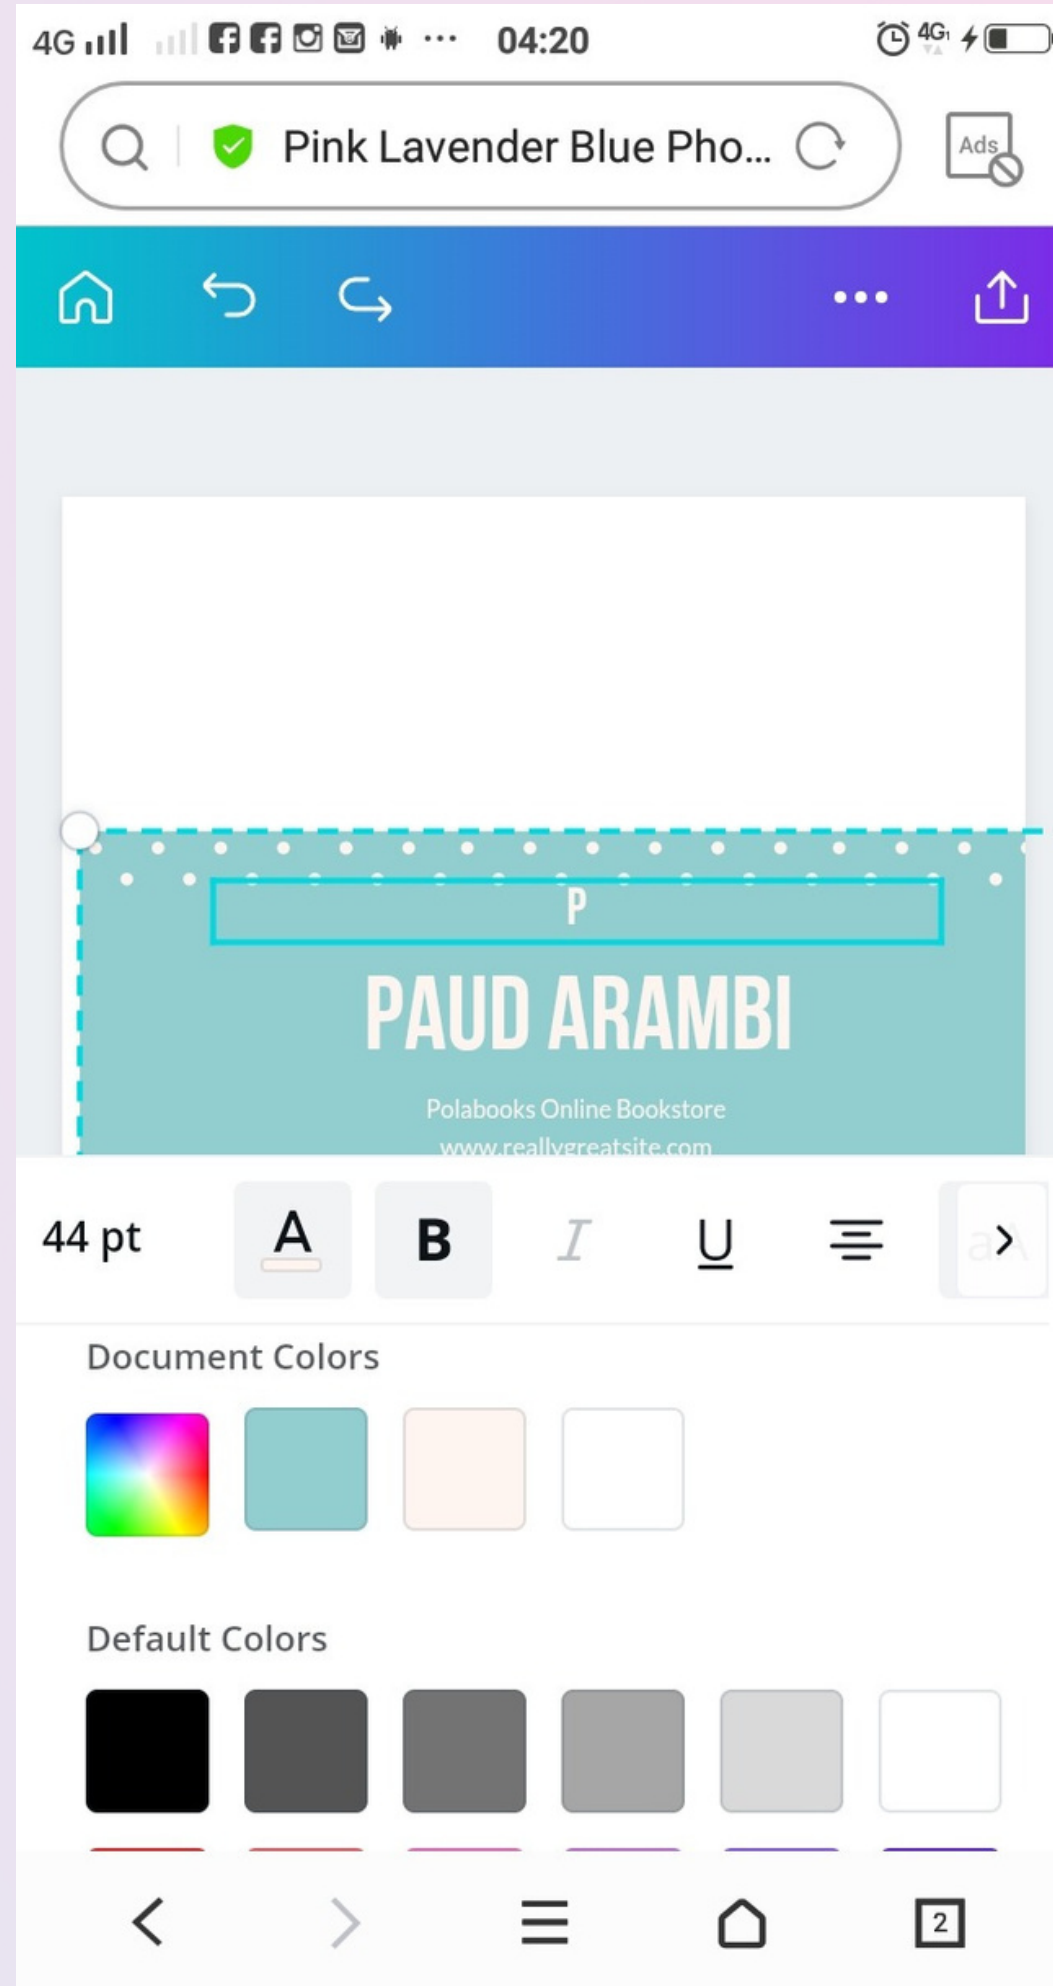 4G 04:20 4G
Pink Lavender Blue Pho... Ads
P
PAUD ARAMBI
Polabooks Online Bookstore
www.reallygreatsite.com
44 pt A B I U aA
Document Colors
Default Colors
2